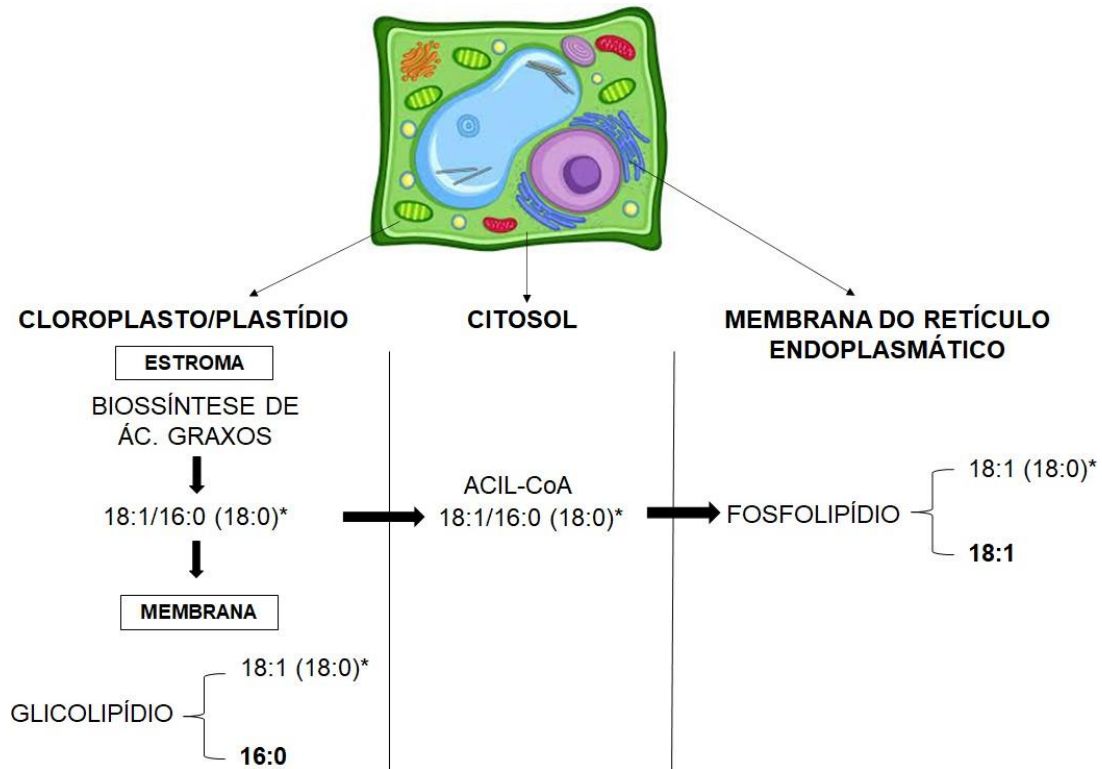 CLOROPLASTO/PLASTÍDIO
ESTROMA
BIOSSÍNTESE DE
ÁC. GRAXOS
18:1/16:0 (18:0)*
MEMBRANA
18:1 (18:0)*
GLICOLIPÍDIO
16:0
CITOSOL
ACIL-CoA
18:1/16:0 (18:0)*
MEMBRANA DO RETÍCULO
ENDOPLASMÁTICO
18:1 (18:0)*
FOSFOLIPÍDIO
18:1